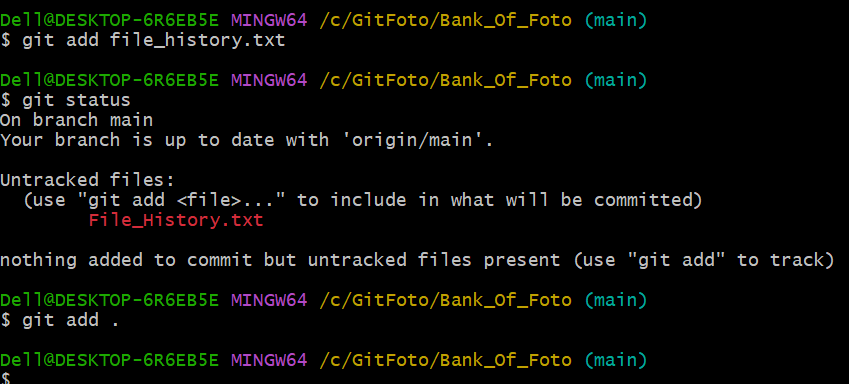 Dell@DESKTOP-6R6EB5E MINGW64 /c/GitFoto/Bank_Of_Foto (main)
$ git add file_history.txt
Dell@DESKTOP-6R6EB5E MINGW64 /c/GitFoto/Bank_Of_Foto (main)
$ git status
On branch main
Your branch is up to date with 'origin/main'.
Untracked files:
  (use "git add <file>..." to include in what will be committed)
        File_History.txt
nothing added to commit but untracked files present (use "git add" to track)
Dell@DESKTOP-6R6EB5E MINGW64 /c/GitFoto/Bank_Of_Foto (main)
$ git add .
Dell@DESKTOP-6R6EB5E MINGW64 /c/GitFoto/Bank_Of_Foto (main)
$